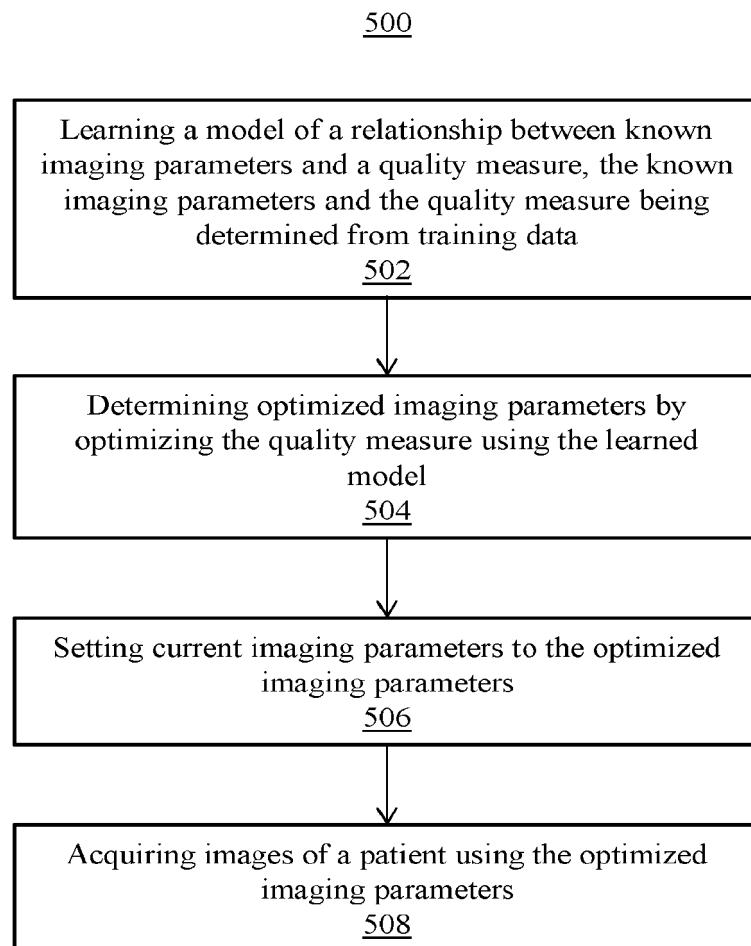 500
Learning a model of a relationship between known
imaging parameters and a quality measure, the known
imaging parameters and the quality measure being
determined from training data
502
Determining optimized imaging parameters by
optimizing the quality measure using the learned
model
504
Setting current imaging parameters to the optimized
imaging parameters
506
Acquiring images of a patient using the optimized
imaging parameters
508